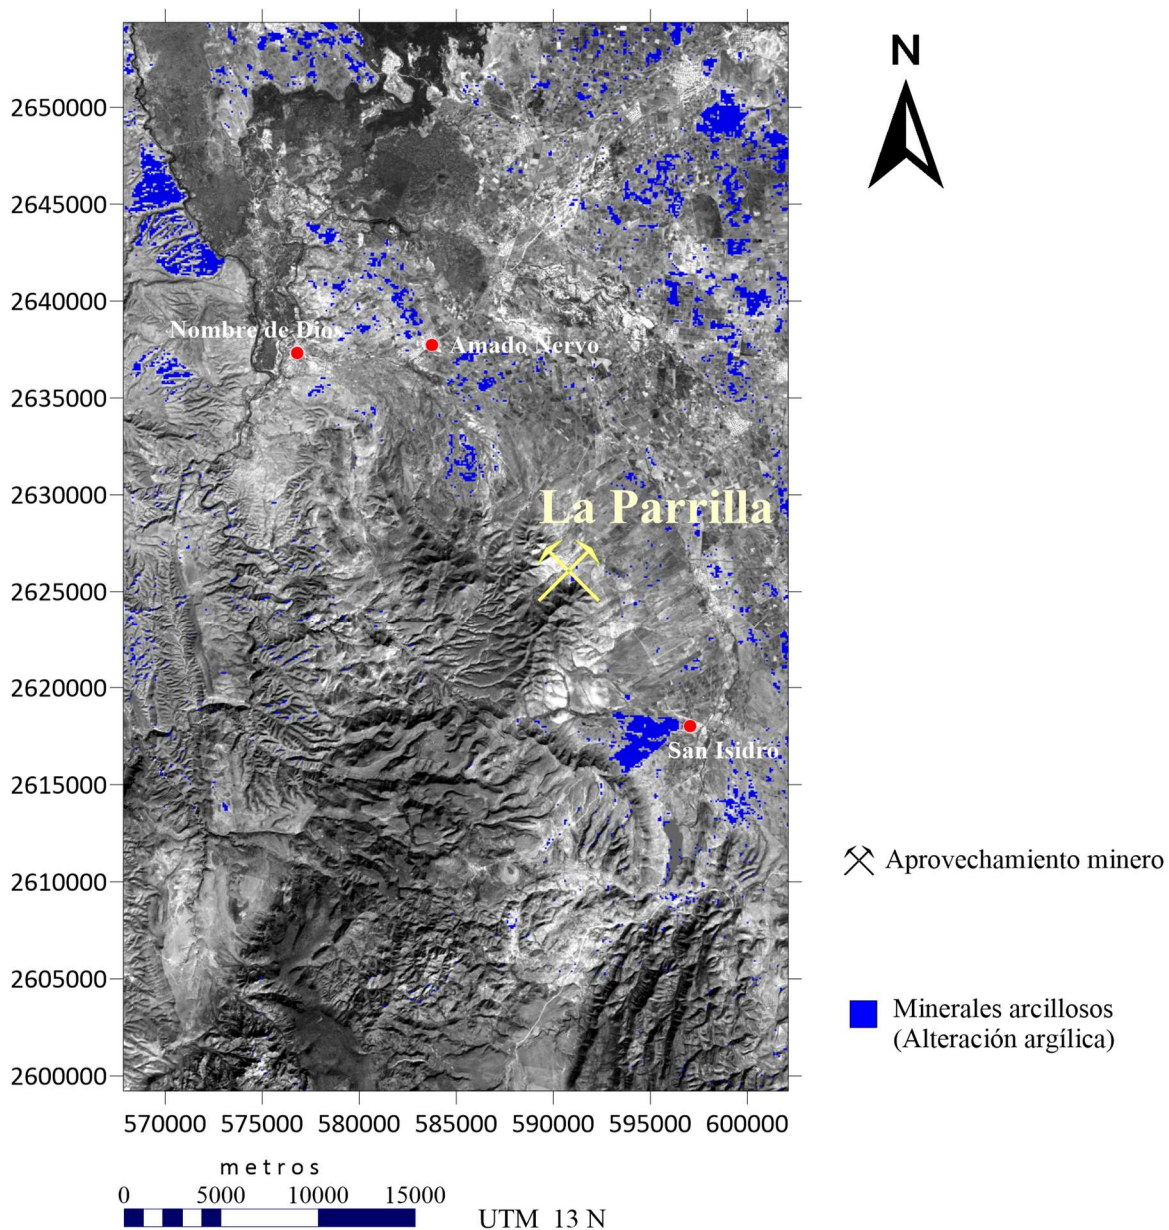 N
2650000
2645000
2640000
Nombre de Dios
Amado Nervo
2635000
2630000
La Parrilla
2625000
2620000
San Isidro
2615000
2610000
Aprovechamiento minero
2605000
Minerales arcillosos
(Alteración argílica)
2600000
570000 575000 580000 585000 590000 595000 600000
metros
0 5000 10000 15000
UTM 13 N